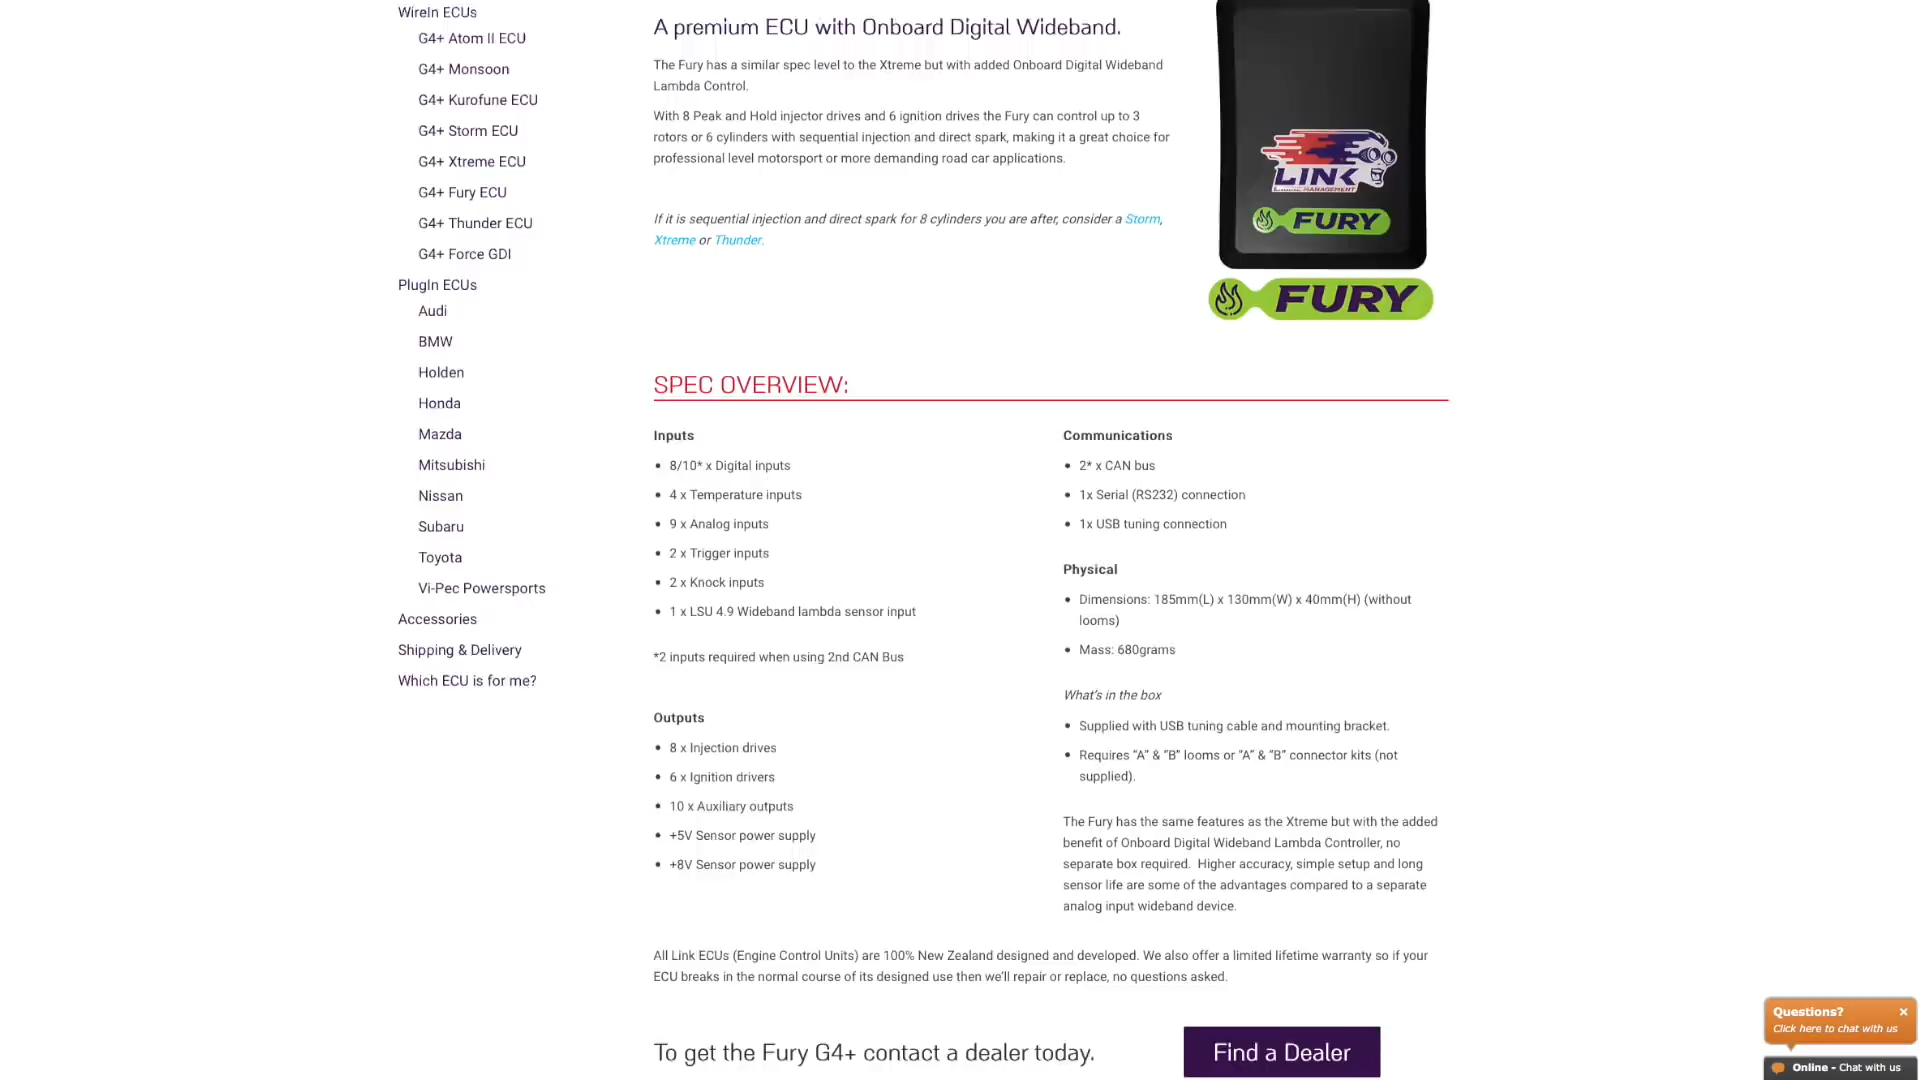 WireIn ECUs
G4+ Atom II ECU
G4+ Monsoon
G4+ Kurofune ECU
G4+ Storm ECU
G4+ Xtreme ECU
G4+ Fury ECU
G4+ Thunder ECU
G4+ Force GDI
PlugIn ECUs
Audi
BMW
Holden
Honda
Mazda
Mitsubishi
Nissan
Subaru
Toyota
Vi-Pec Powersports
Accessories
Shipping & Delivery
Which ECU is for me?
A premium ECU with Onboard Digital Wideband.
The Fury has a similar spec level to the Xtreme but with added Onboard Digital Wideband
Lambda Control.
With 8 Peak and Hold injector drives and 6 ignition drives the Fury can control up to 3
rotors or 6 cylinders with sequential injection and direct spark, making it a great choice for
professional level motorsport or more demanding road car applications.
If it is sequential injection and direct spark for 8 cylinders you are after, consider a Storm,
Xtreme or Thunder.
LINK
ENGINE MANAGEMENT
FURY
FURY
SPEC OVERVIEW:
Inputs
• 8/10* x Digital inputs
• 4 x Temperature inputs
• 9 x Analog inputs
• 2 x Trigger inputs
• 2 x Knock inputs
• 1 x LSU 4.9 Wideband lambda sensor input
*2 inputs required when using 2nd CAN Bus
Outputs
• 8 x Injection drives
• 6 x Ignition drivers
• 10 x Auxiliary outputs
• +5V Sensor power supply
• +8V Sensor power supply
Communications
• 2* x CAN bus
• 1x Serial (RS232) connection
• 1x USB tuning connection
Physical
• Dimensions: 185mm(L) x 130mm(W) x 40mm(H) (without
looms)
• Mass: 680grams
What's in the box
• Supplied with USB tuning cable and mounting bracket.
• Requires “A” & “B” looms or “A” & “B” connector kits (not
supplied).
The Fury has the same features as the Xtreme but with the added
benefit of Onboard Digital Wideband Lambda Controller, no
separate box required. Higher accuracy, simple setup and long
sensor life are some of the advantages compared to a separate
analog input wideband device.
All Link ECUs (Engine Control Units) are 100% New Zealand designed and developed. We also offer a limited lifetime warranty so if your
ECU breaks in the normal course of its designed use then we'll repair or replace, no questions asked.
To get the Fury G4+ contact a dealer today.
Find a Dealer
Questions?
Click here to chat with us
Online - Chat with us